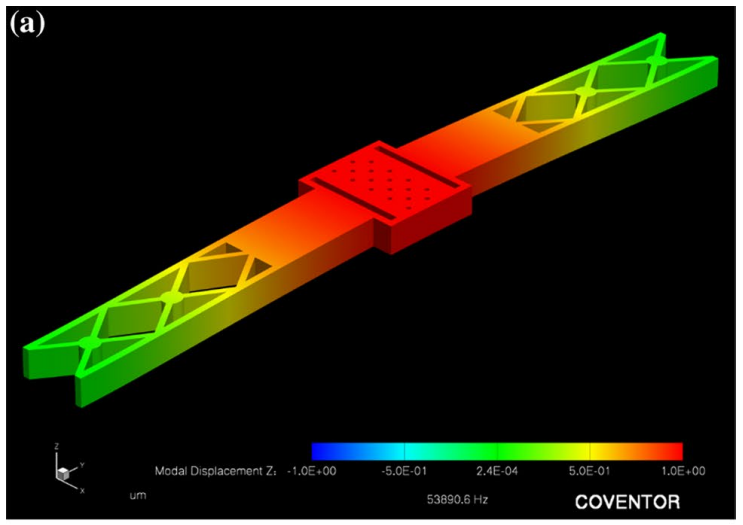 (a)
Z
Y
X
um
Modal Displacement Z: -1.0E+00 -5.0E-01 2.4E-04 5.0E-01 1.0E+00
53890.6 Hz
COVENTOR